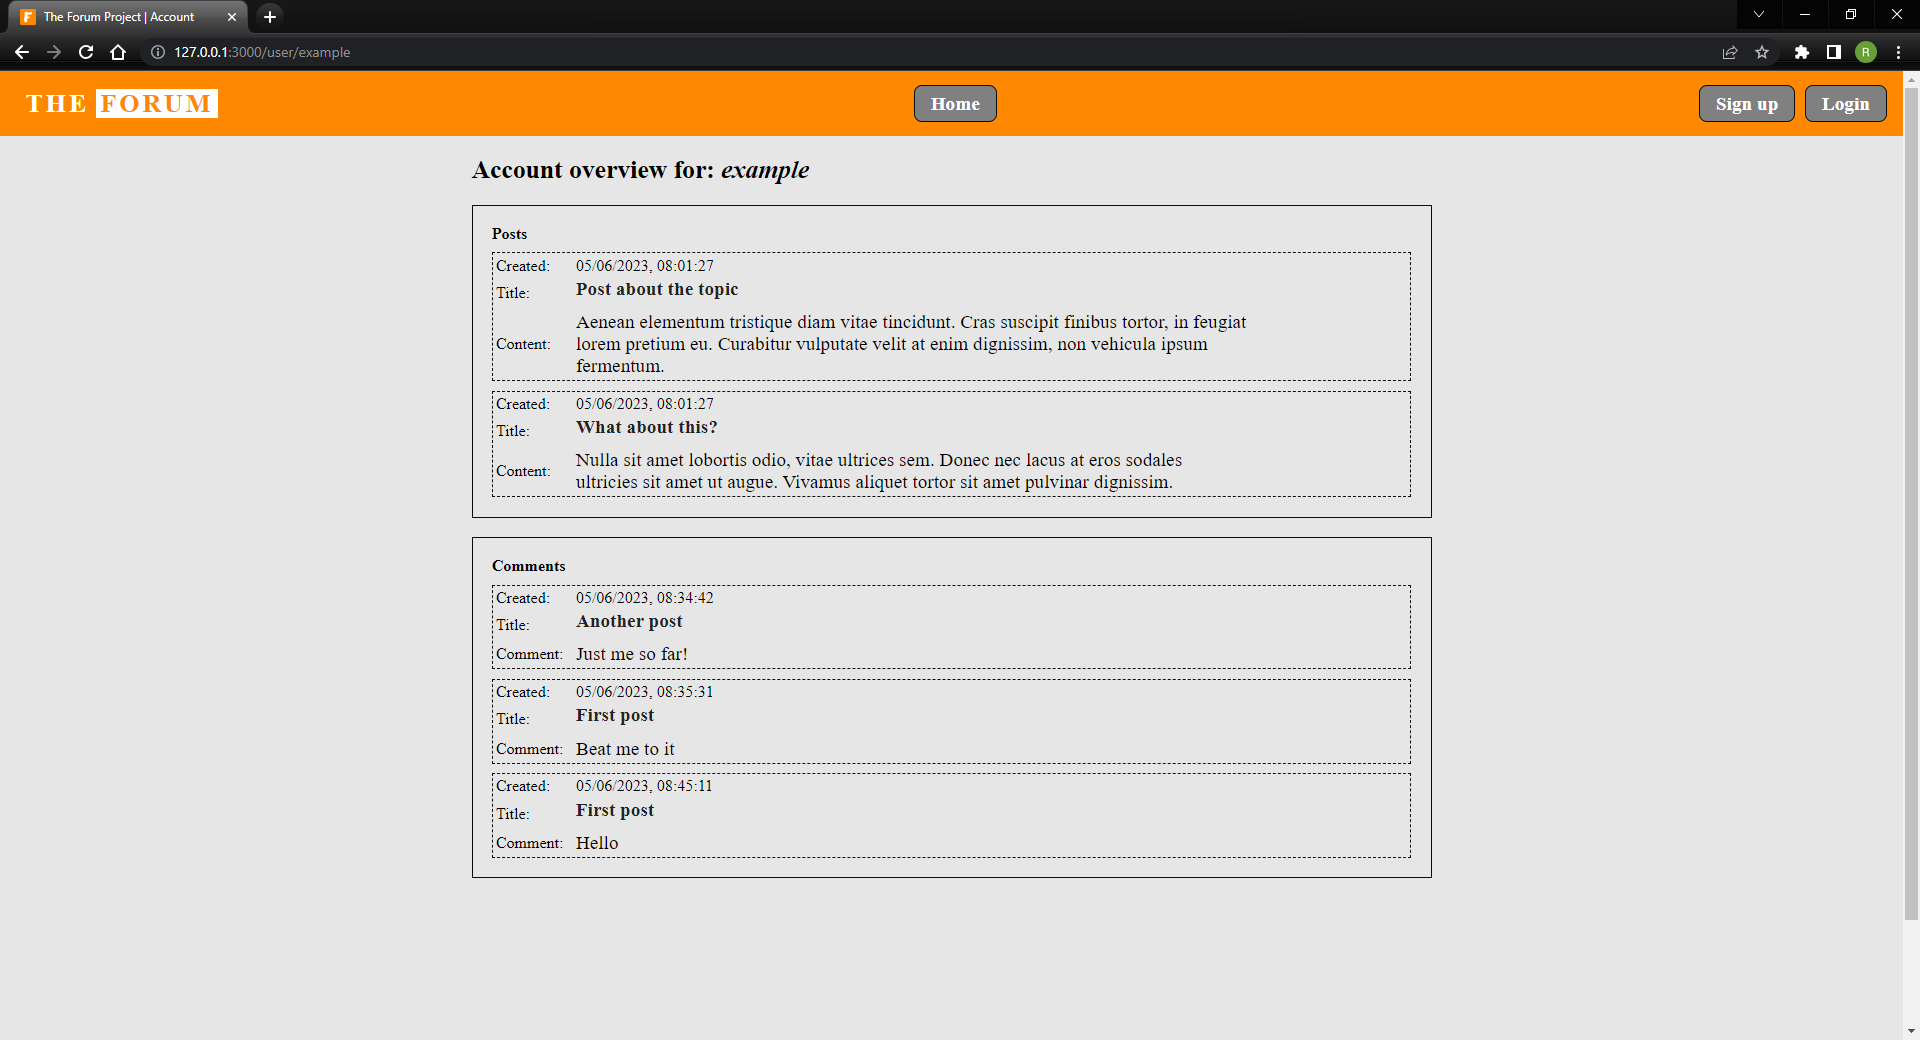 The Forum Project | Account
127.0.0.1:3000/user/example
R
THE FORUM
Home
Sign up
Login
Account overview for: example
Posts
Created: 05/06/2023, 08:01:27
Title: Post about the topic
Content: Aenean elementum tristique diam vitae tincidunt. Cras suscipit finibus tortor, in feugiat
lorem pretium eu. Curabitur vulputate velit at enim dignissim, non vehicula ipsum
fermentum.
Created: 05/06/2023, 08:01:27
Title: What about this?
Content: Nulla sit amet lobortis odio, vitae ultrices sem. Donec nec lacus at eros sodales
ultricies sit amet ut augue. Vivamus aliquet tortor sit amet pulvinar dignissim.
Comments
Created: 05/06/2023, 08:34:42
Title: Another post
Comment: Just me so far!
Created: 05/06/2023, 08:35:31
Title: First post
Comment: Beat me to it
Created: 05/06/2023, 08:45:11
Title: First post
Comment: Hello